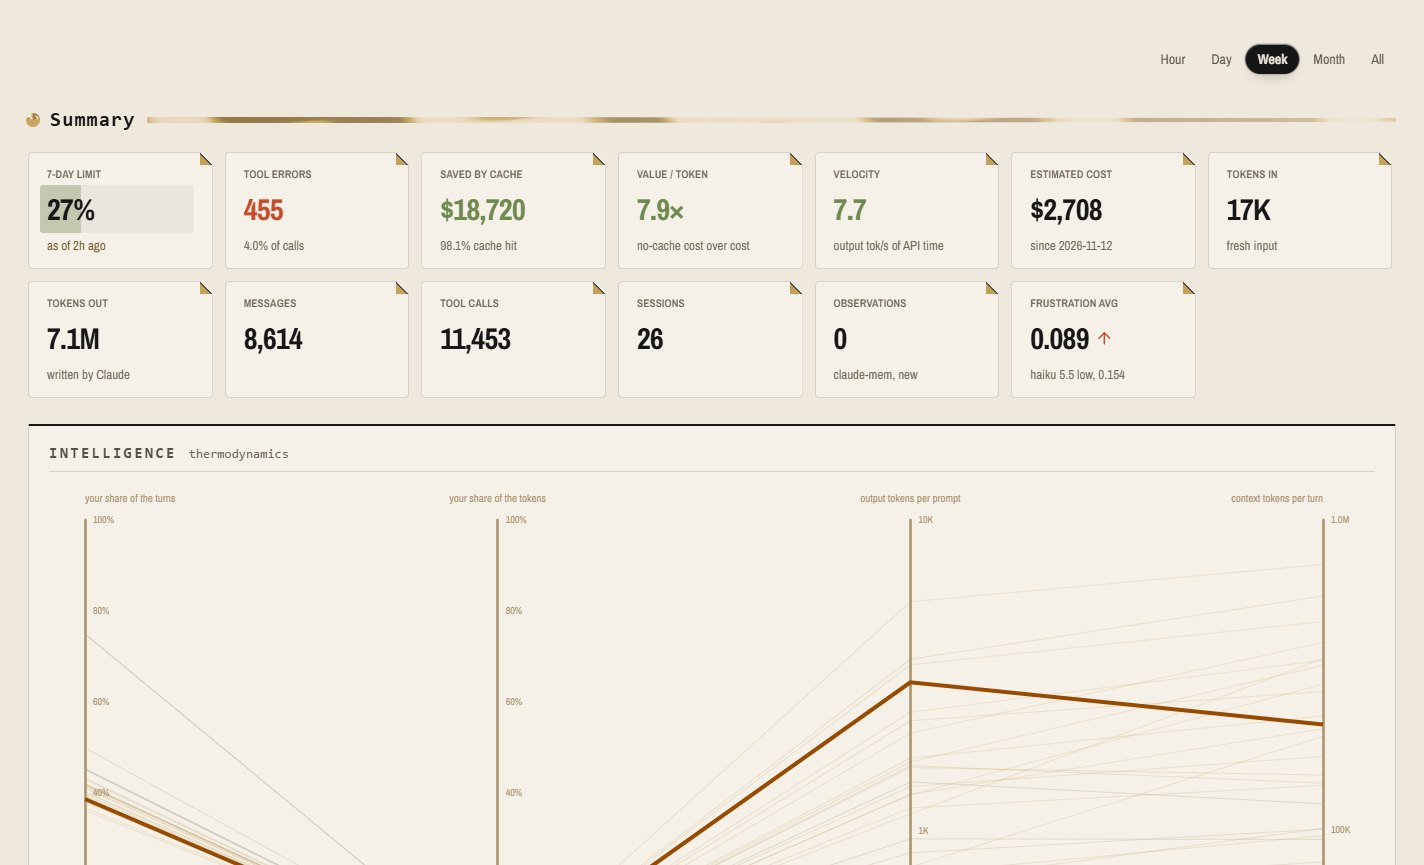 Hour Day Week Month All
Summary
7-DAY LIMIT
27%
as of 2h ago
TOOL ERRORS
455
4.0% of calls
SAVED BY CACHE
$18,720
98.1% cache hit
VALUE / TOKEN
7.9×
no-cache cost over cost
VELOCITY
7.7
output tok/s of API time
ESTIMATED COST
$2,708
since 2026-11-12
TOKENS IN
17K
fresh input
TOKENS OUT
7.1M
written by Claude
MESSAGES
8,614
TOOL CALLS
11,453
SESSIONS
26
OBSERVATIONS
0
claude-mem, new
FRUSTRATION AVG
0.089 ↑
haiku 5.5 low, 0.154
INTELLIGENCE thermodynamics
your share of the turns
100%
80%
60%
40%
your share of the tokens
100%
80%
60%
40%
output tokens per prompt
10K
1K
context tokens per turn
1.0M
100K